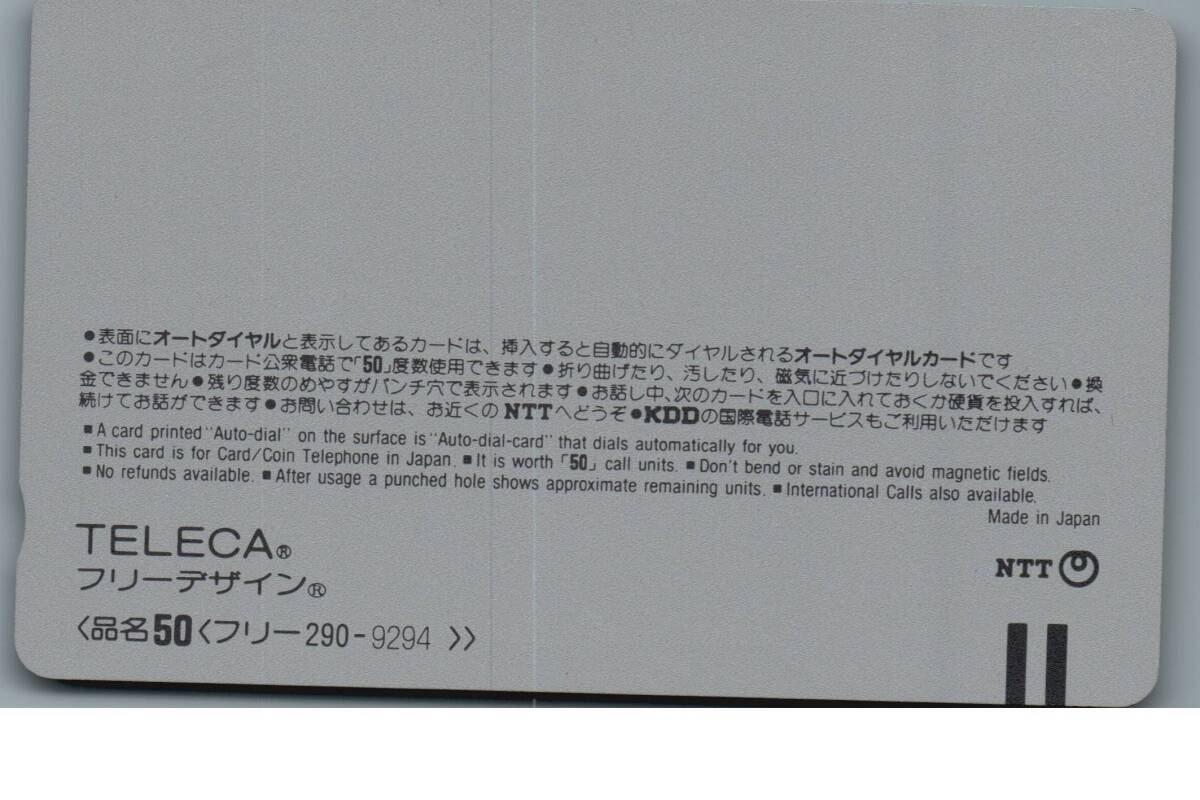 ●表面にオートダイヤルと表示してあるカードは、挿入すると自動的にダイヤルされるオートダイヤルカードです
●このカードはカード公衆電話で「50」度数使用できます●折り曲げたり、汚したり、磁気に近づけたりしないでください●換
金できません●残り度数のめやすがパンチ穴で表示されます●お話し中、次のカードを入口に入れておくか硬貨を投入すれば、
続けてお話ができます●お問い合わせは、お近くのNTTへどうぞ●KDDの国際電話サービスもご利用いただけます
■A card printed "Auto-dial" on the surface is "Auto-dial-card" that dials automatically for you.
■This card is for Card/Coin Telephone in Japan. ■It is worth「50」call units. ■Don't bend or stain and avoid magnetic fields.
■No refunds available. ■After usage a punched hole shows approximate remaining units. ■International Calls also available.
Made in Japan
TELECA®
フリーデザイン®
NTT
〈品名50〈フリー290-9294 》